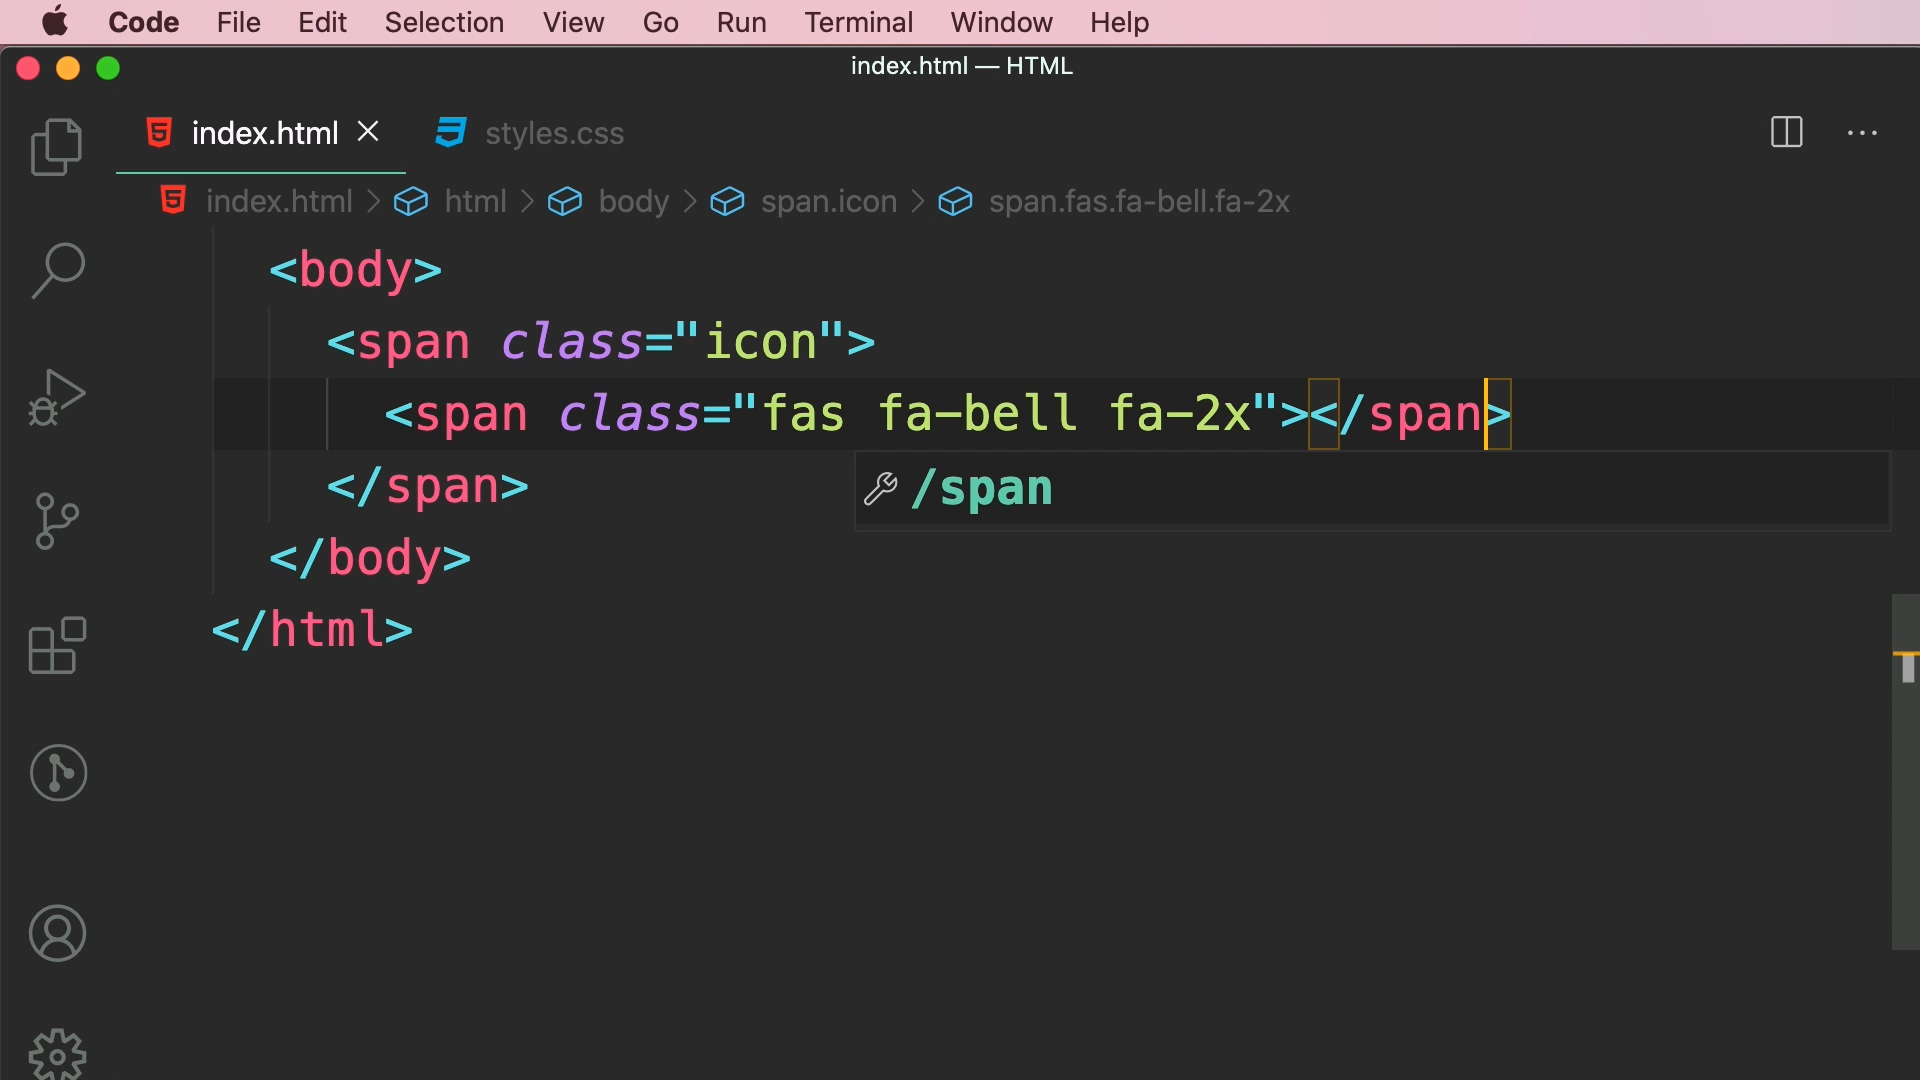 Code File Edit Selection View Go Run Terminal Window Help
index.html — HTML
index.html styles.css
index.html > html > body > span.icon > span.fas.fa-bell.fa-2x
<body>
<span class="icon">
<span class="fas fa-bell fa-2x"></span>
/span
</span>
</body>
</html>